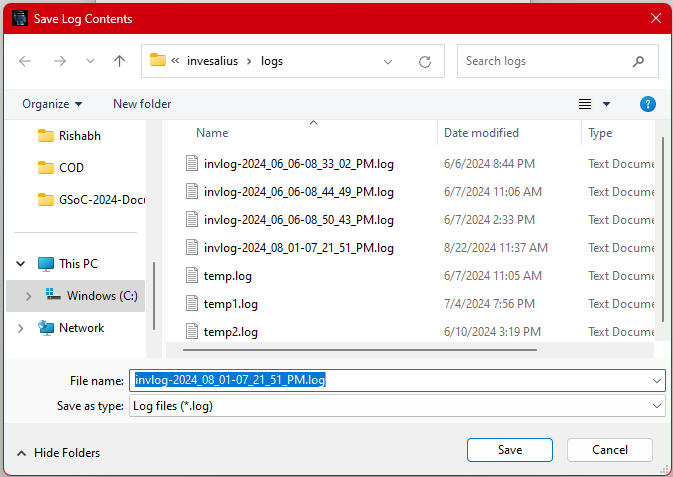 Save Log Contents
« invesalius › logs
Search logs
Organize
New folder
Rishabh
COD
GSoC-2024-Docu
This PC
Windows (C:)
Network
Name Date modified Type
invlog-2024_06_06-08_33_02_PM.log 6/6/2024 8:44 PM Text Docume
invlog-2024_06_06-08_44_49_PM.log 6/7/2024 11:06 AM Text Docume
invlog-2024_06_06-08_50_43_PM.log 6/7/2024 2:33 PM Text Docume
invlog-2024_08_01-07_21_51_PM.log 8/22/2024 11:37 AM Text Docume
temp.log 6/7/2024 11:05 AM Text Docume
temp1.log 7/4/2024 7:56 PM Text Docume
temp2.log 6/10/2024 3:19 PM Text Docume
File name: invlog-2024_08_01-07_21_51_PM.log
Save as type: Log files (*.log)
Hide Folders
Save
Cancel